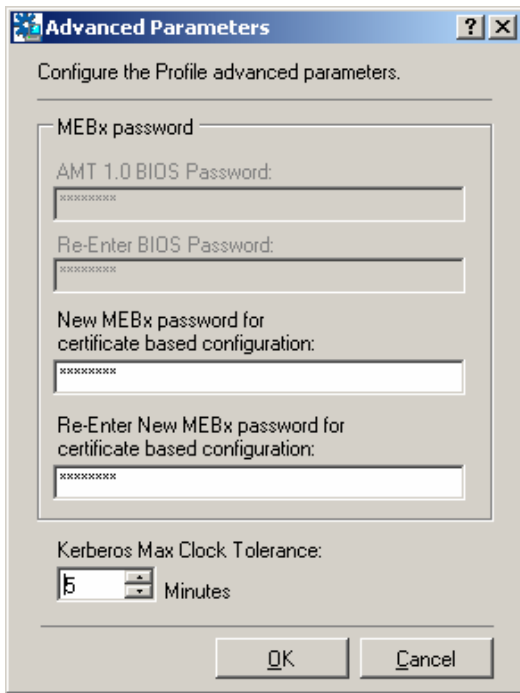 Advanced Parameters
Configure the Profile advanced parameters.
MEBx password
AMT 1.0 BIOS Password:
××××××××
Re-Enter BIOS Password:
××××××××
New MEBx password for
certificate based configuration:
××××××××
Re-Enter New MEBx password for
certificate based configuration:
××××××××
Kerberos Max Clock Tolerance:
5 Minutes
OK Cancel